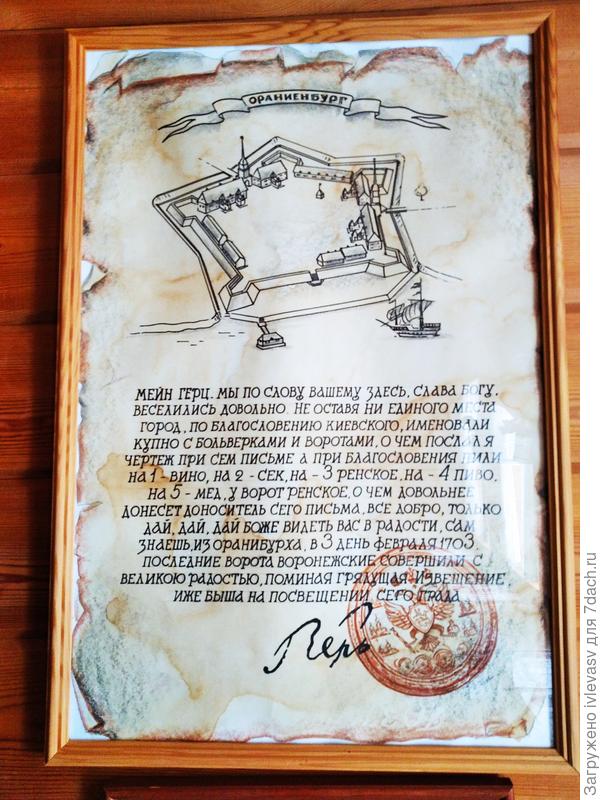 ОРАНИЕНБУРГ
МЕЙН ГЕРЦ. МЫ ПО СЛОВУ ВАШЕМУ ЗДЕСЬ, СЛАВА БОГУ,
ВЕСЕЛИЛИСЬ ДОВОЛЬНО. НЕ ОСТАВЯ НИ ЕДИНОГО МЕСТА
ГОРОД, ПО БЛАГОСЛОВЕНИЮ КИЕВСКОГО, ИМЕНОВАЛИ
КУПНО С БОЛЬВЕРКАМИ И ВОРОТАМИ, О ЧЕМ ПОСЛАЛ Я
ЧЕРТЕЖ ПРИ СЕМ ПИСЬМЕ А ПРИ БЛАГОСЛОВЕНИЯ ПИЛИ
НА 1 - ВИНО, НА 2 - СЕК, НА - 3 РЕНСКОЕ, НА - 4 ПИВО,
НА 5 - МЕД, У ВОРОТ РЕНСКОЕ, О ЧЕМ ДОВОЛЬНЕЕ
ДОНЕСЕТ ДОНОСИТЕЛЬ СЕГО ПИСЬМА, ВСЕ ДОБРО, ТОЛЬКО
ДАЙ, ДАЙ, ДАЙ БОЖЕ ВИДЕТЬ ВАС В РАДОСТИ, САМ
ЗНАЕШЬ, ИЗ ОРАНИБУРХА, В 3 ДЕНЬ ФЕВРАЛЯ 1703.
ПОСЛЕДНИЕ ВОРОТА ВОРОНЕЖСКИЕ СОВЕРШИЛИ С
ВЕЛИКОЮ РАДОСТЬЮ, ПОМИНАЯ ГРЯДУЩАЯ. ИЗВЕЩЕНИЕ,
ИЖЕ БЫША НА ПОСВЕЩЕНИИ СЕГО ГРАДА
Загружено ivlevasv для 7dach.ru